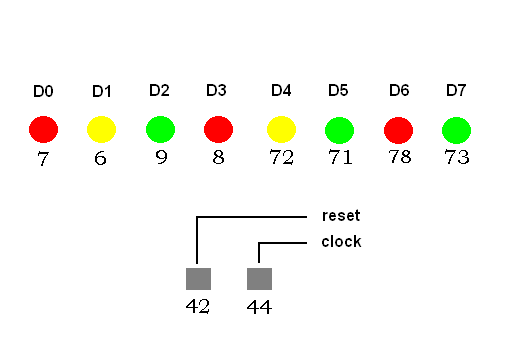 D0 D1 D2 D3 D4 D5 D6 D7
7 6 9 8 72 71 78 73
reset
clock
42 44